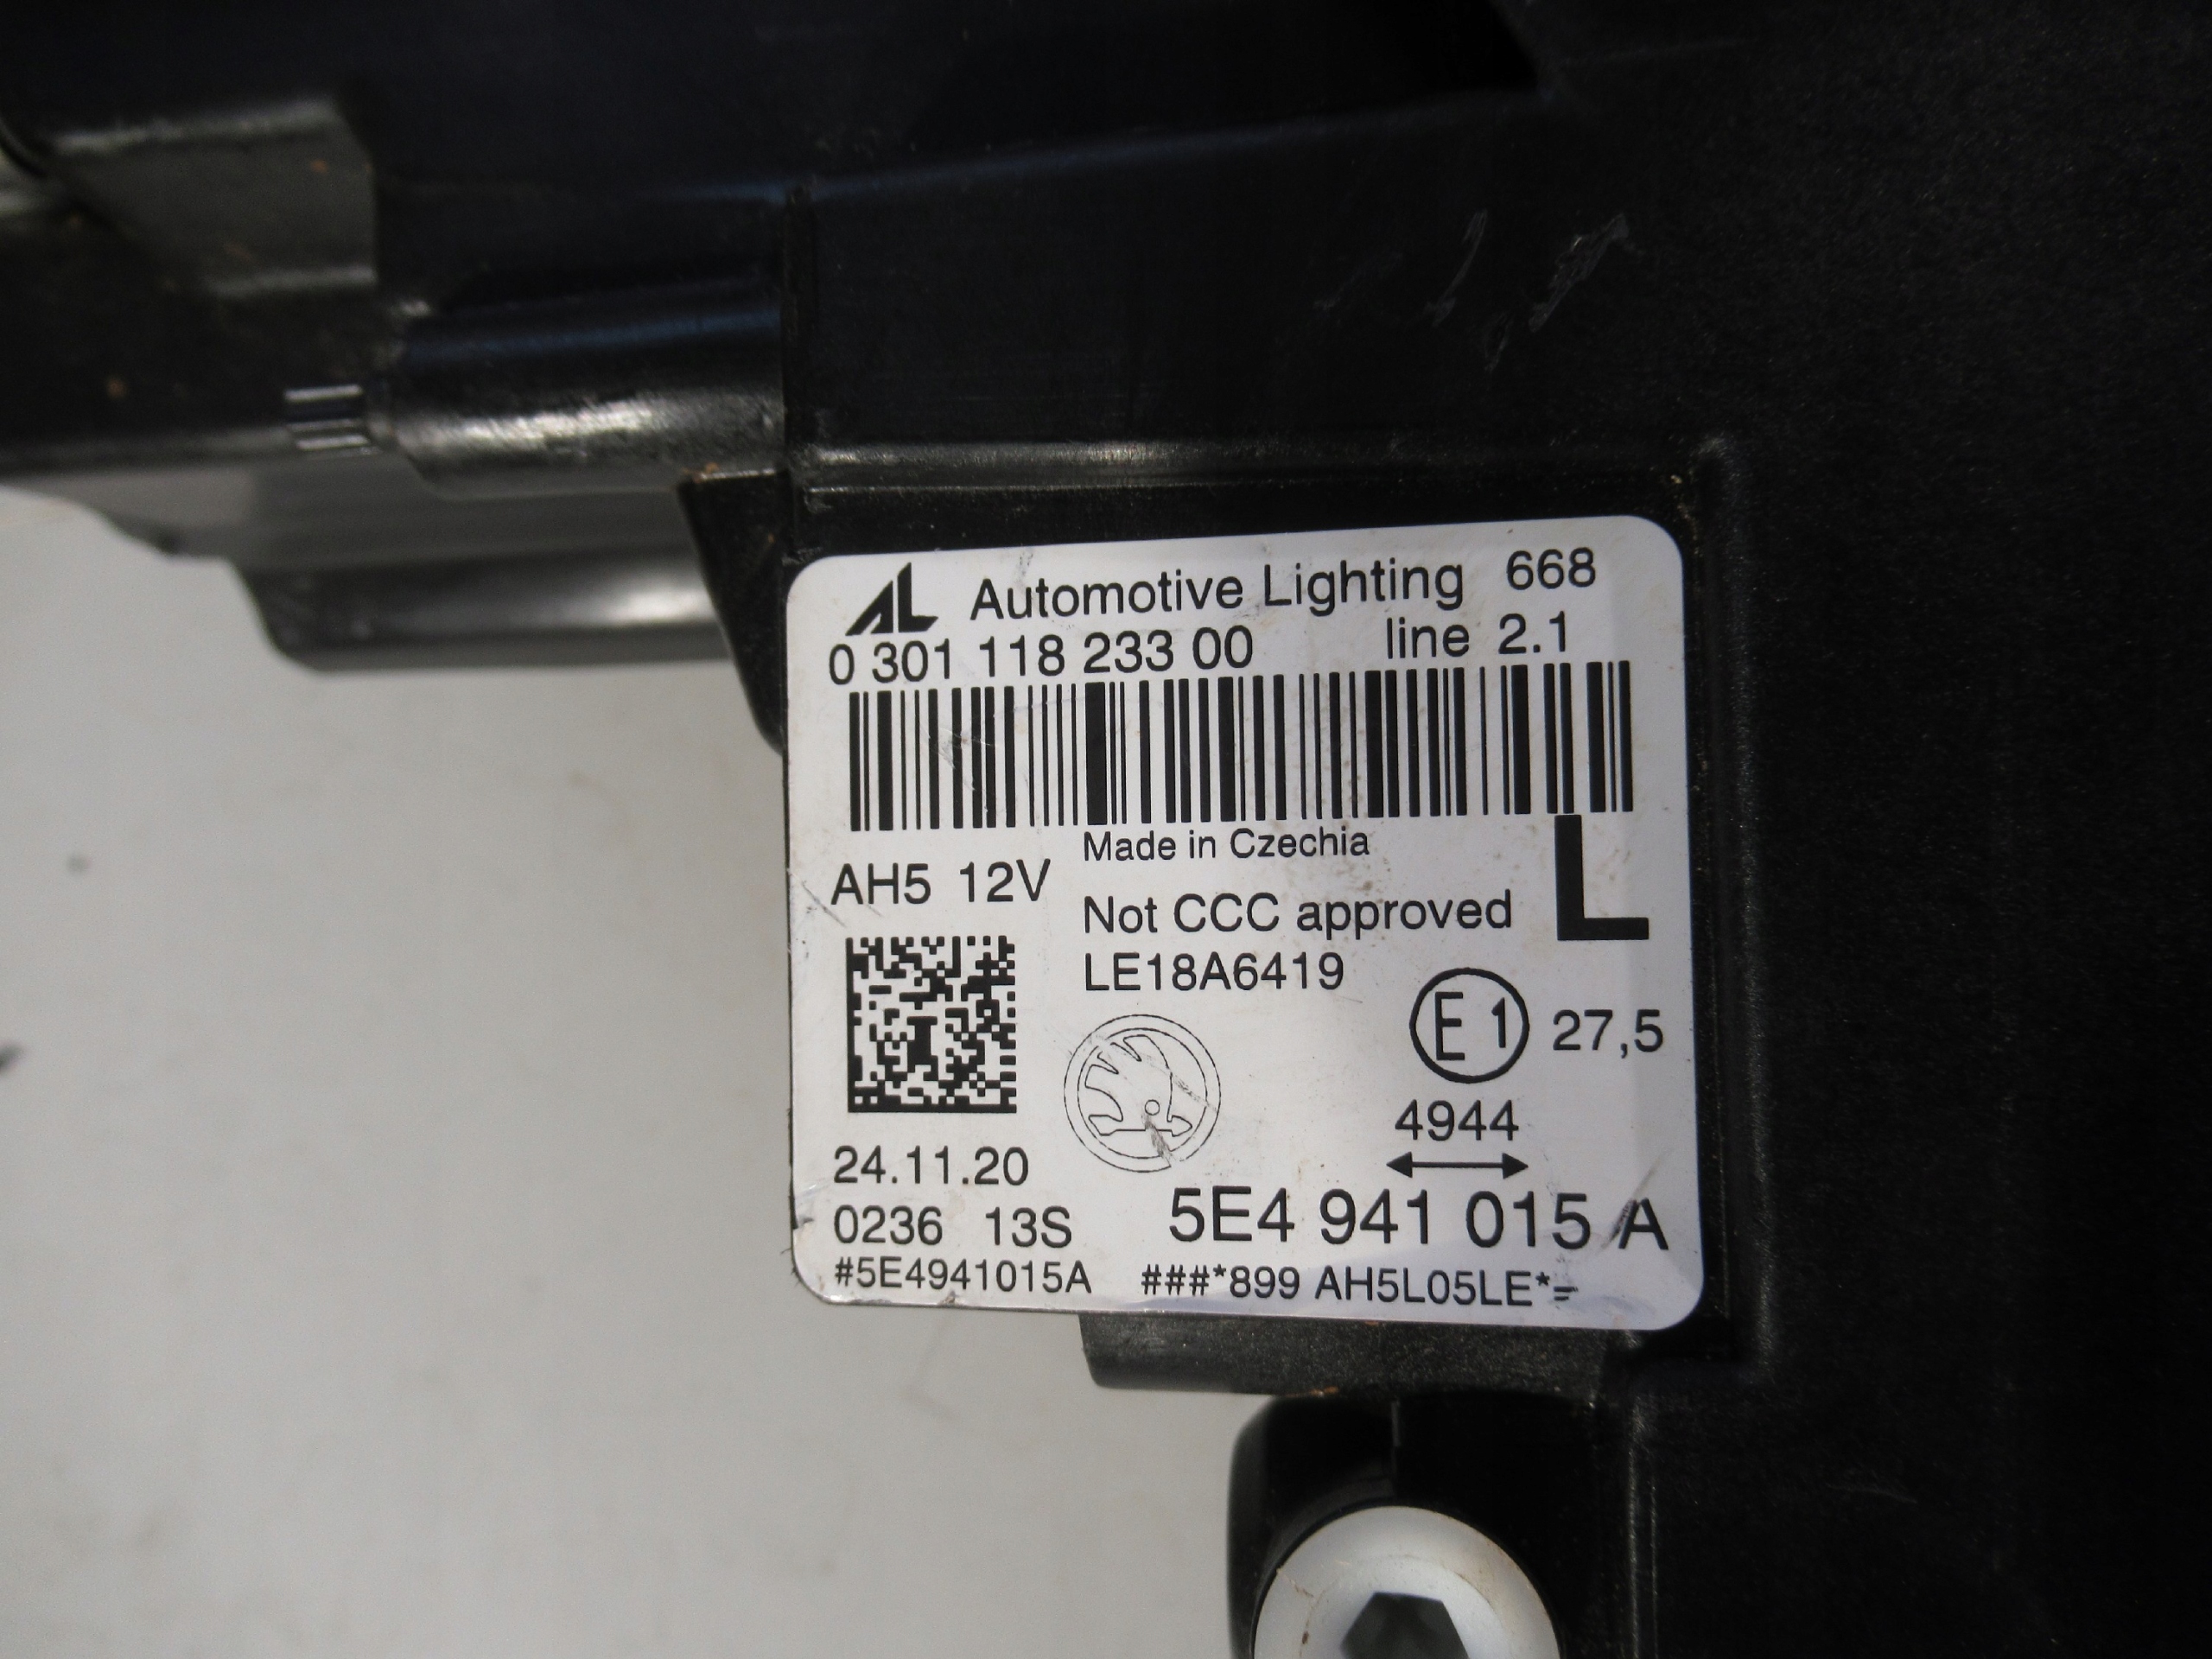 AL Automotive Lighting 668
0 301 118 233 00 line 2.1
Made in Czechia
AH5 12V
L
Not CCC approved
LE18A6419
E1 27,5
4944
24.11.20
0236 13S
5E4 941 015 A
#5E4941015A ###*899 AH5L05LE*=